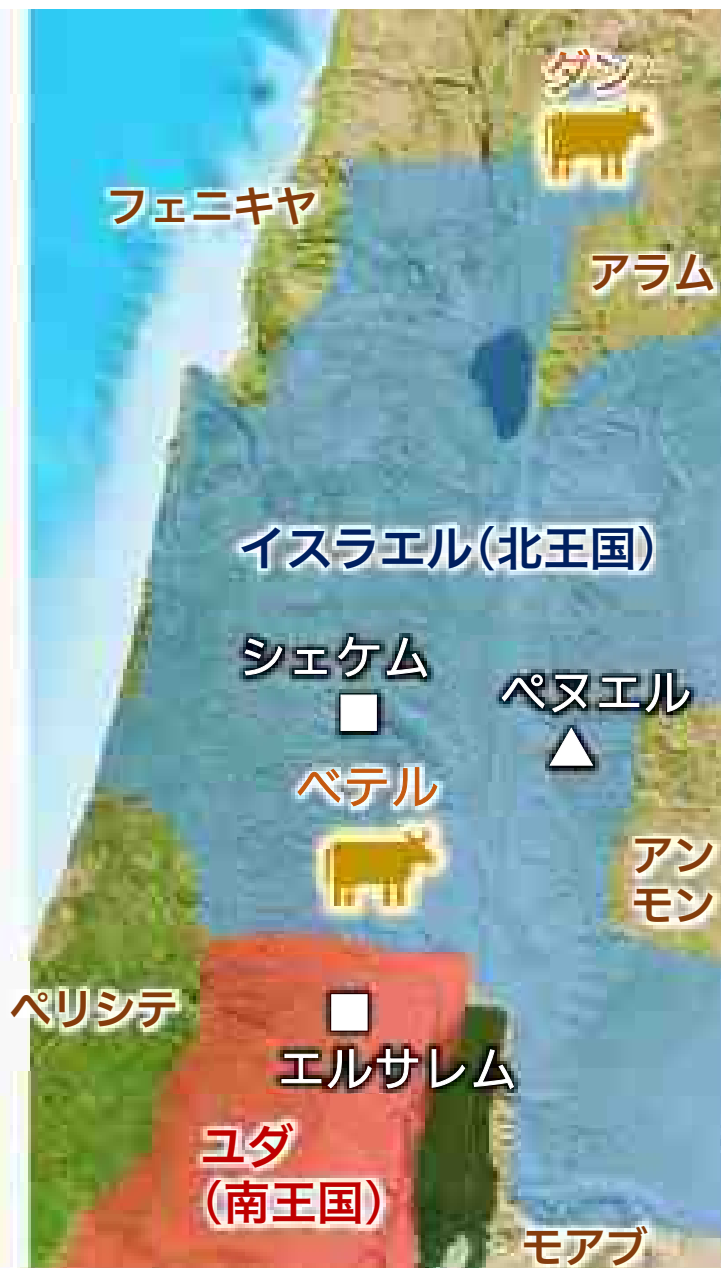 ダン
フェニキヤ
アラム
イスラエル（北王国）
シェケム
ペヌエル
ベテル
アン
モン
ペリシテ
エルサレム
ユダ
（南王国）
モアブ